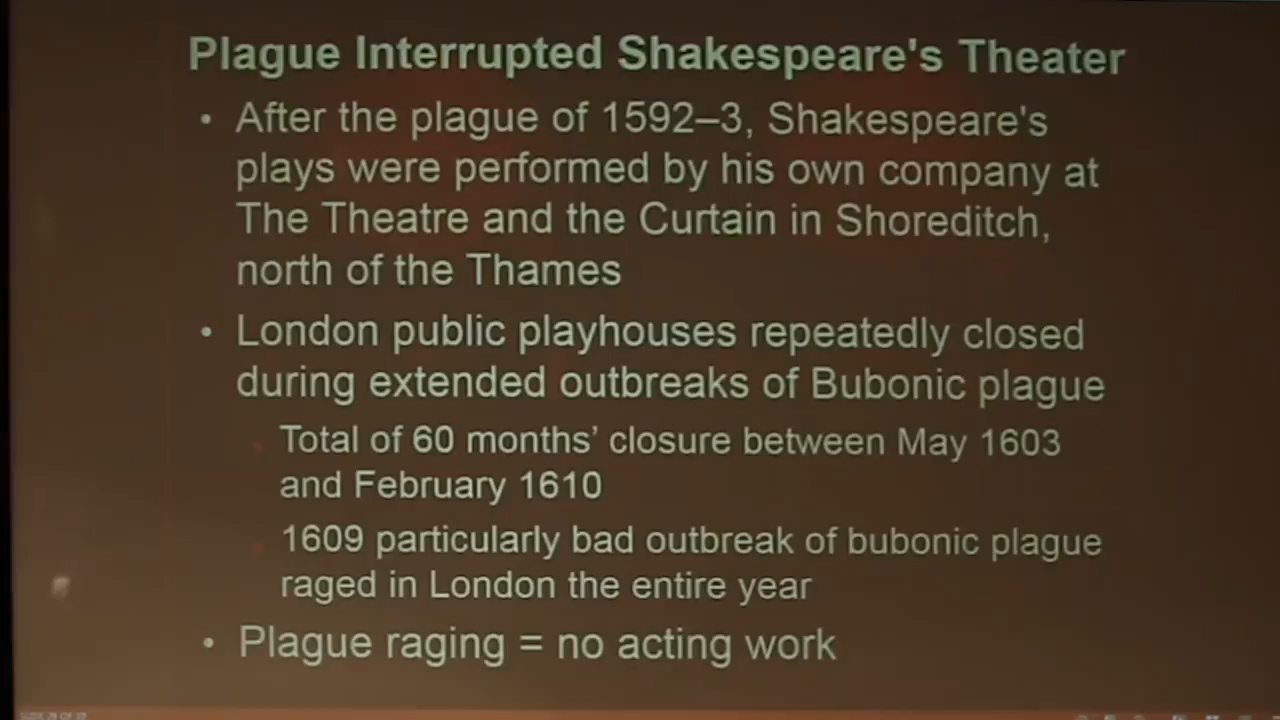 Plague Interrupted Shakespeare's Theater
• After the plague of 1592–3, Shakespeare's
plays were performed by his own company at
The Theatre and the Curtain in Shoreditch,
north of the Thames
• London public playhouses repeatedly closed
during extended outbreaks of Bubonic plague
Total of 60 months’ closure between May 1603
and February 1610
1609 particularly bad outbreak of bubonic plague
raged in London the entire year
• Plague raging = no acting work